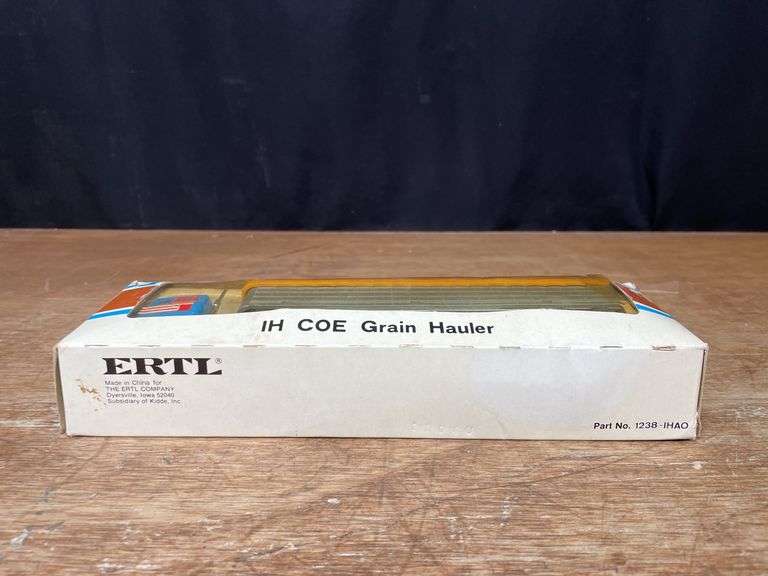 IH COE Grain Hauler
ERTL®
Made in China for
THE ERTL COMPANY
Dyersville, Iowa 52040
Subsidiary of Kidde, Inc.
Part No. 1238-IHAO